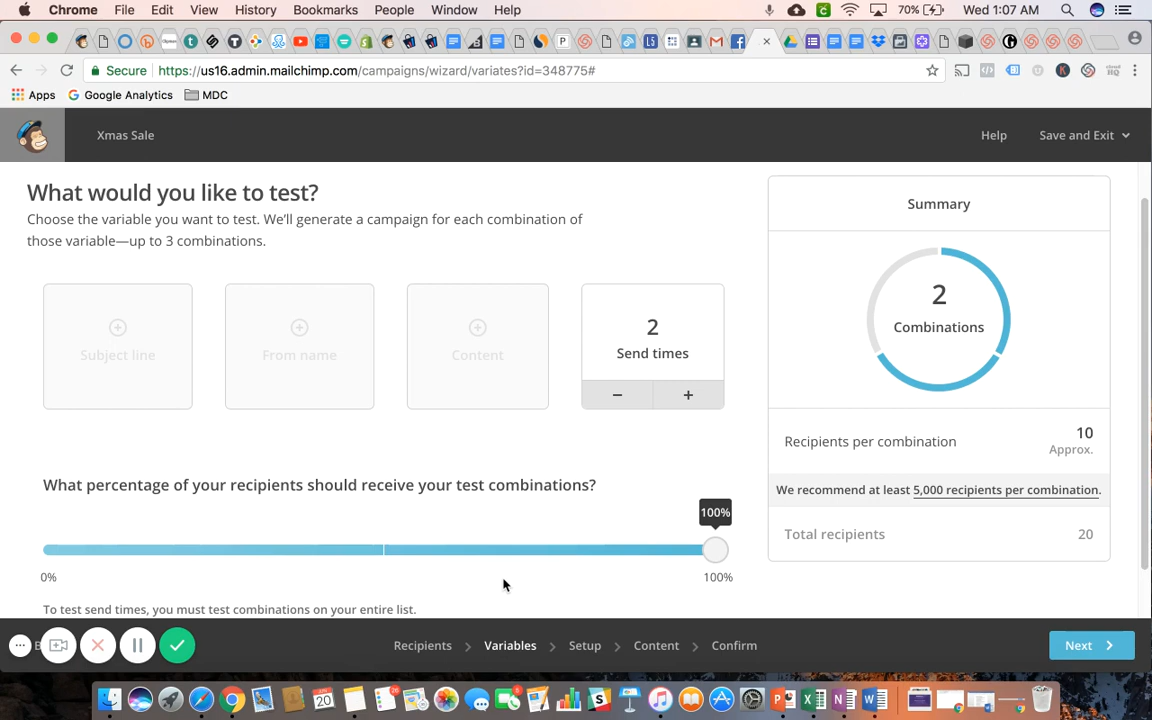 Chrome File Edit View History Bookmarks People Window Help 70% Wed 1:07 AM
Secure https://us16.admin.mailchimp.com/campaigns/wizard/variates?id=348775#
Apps Google Analytics MDC
Xmas Sale Help Save and Exit
What would you like to test?
Choose the variable you want to test. We'll generate a campaign for each combination of
those variable—up to 3 combinations.
Subject line
From name
Content
2
Send times
− +
What percentage of your recipients should receive your test combinations?
100%
0% 100%
To test send times, you must test combinations on your entire list.
Summary
2
Combinations
Recipients per combination 10
Approx.
We recommend at least 5,000 recipients per combination.
Total recipients 20
Recipients > Variables > Setup > Content > Confirm
Next